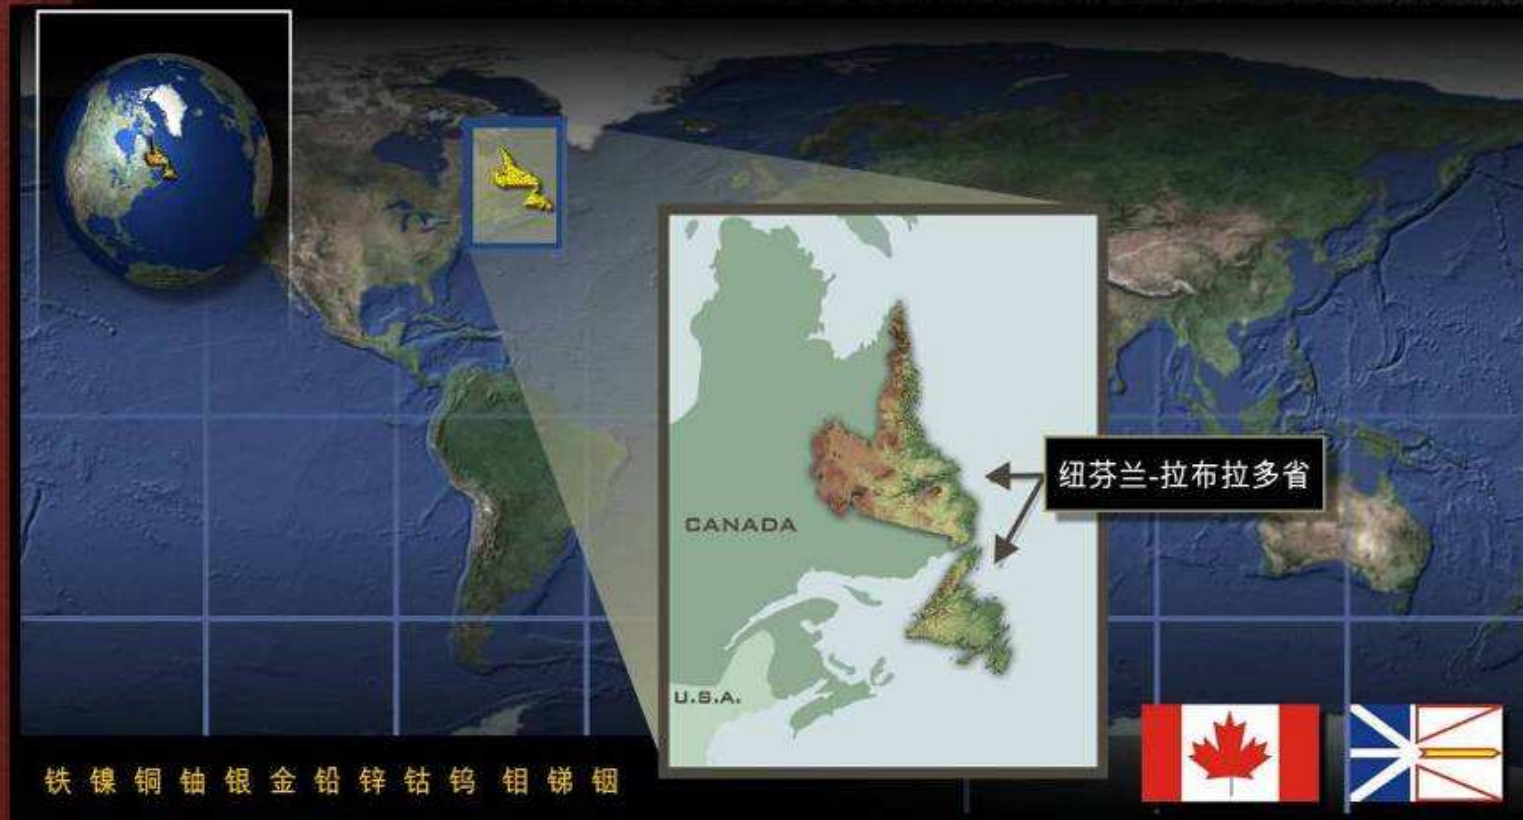 纽芬兰-拉布拉多省
CANADA
U.S.A.
铁 镍 铜 铀 银 金 铅 锌 钴 钨 钼 锑 铟